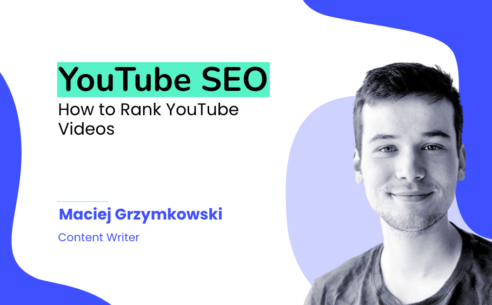 YouTube SEO
How to Rank YouTube
Videos
Maciej Grzymkowski
Content Writer